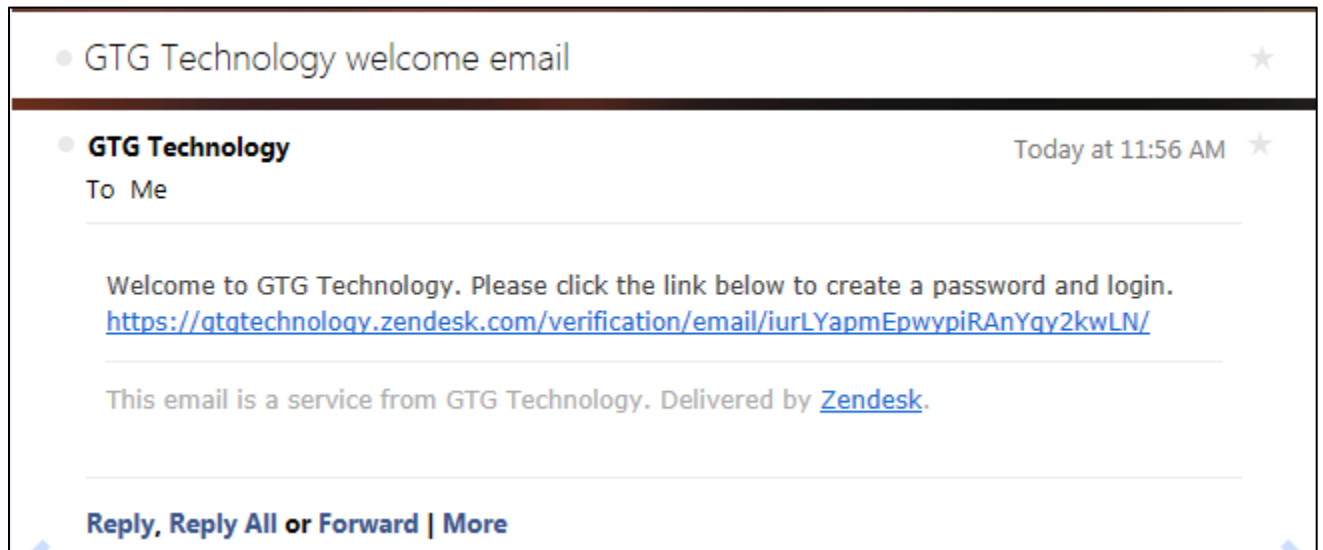 GTG Technology welcome email
GTG Technology
Today at 11:56 AM
To Me
Welcome to GTG Technology. Please click the link below to create a password and login.
https://gtgtechnology.zendesk.com/verification/email/iurLYapmEpwypiRAnYqy2kwLN/
This email is a service from GTG Technology. Delivered by Zendesk.
Reply, Reply All or Forward | More